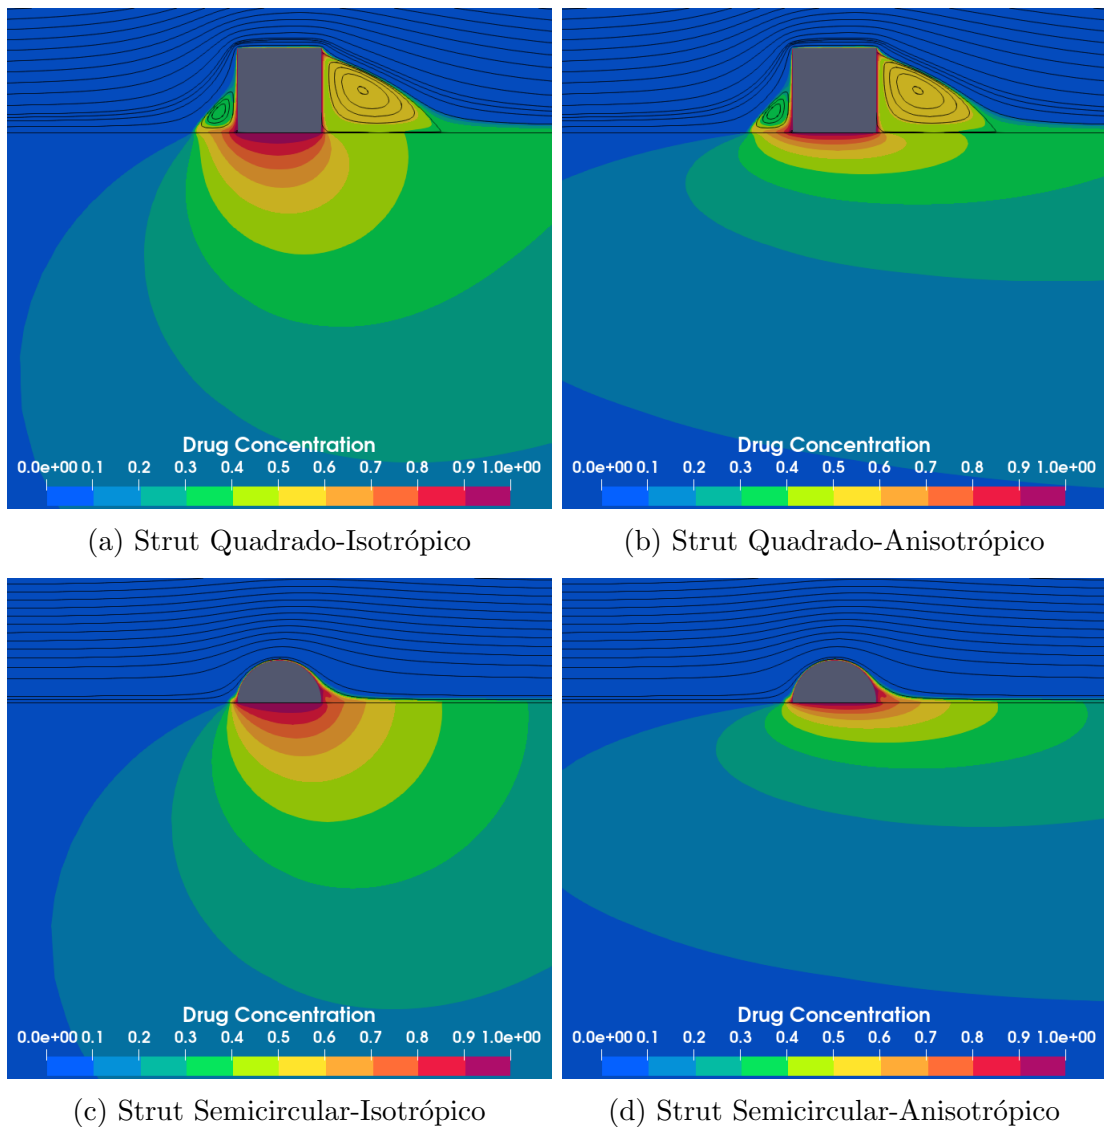 Drug Concentration
0.0e+00 0.1 0.2 0.3 0.4 0.5 0.6 0.7 0.8 0.9 1.0e+00
Drug Concentration
0.0e+00 0.1 0.2 0.3 0.4 0.5 0.6 0.7 0.8 0.9 1.0e+00
(a) Strut Quadrado-Isotrópico
(b) Strut Quadrado-Anisotrópico
Drug Concentration
0.0e+00 0.1 0.2 0.3 0.4 0.5 0.6 0.7 0.8 0.9 1.0e+00
Drug Concentration
0.0e+00 0.1 0.2 0.3 0.4 0.5 0.6 0.7 0.8 0.9 1.0e+00
(c) Strut Semicircular-Isotrópico
(d) Strut Semicircular-Anisotrópico